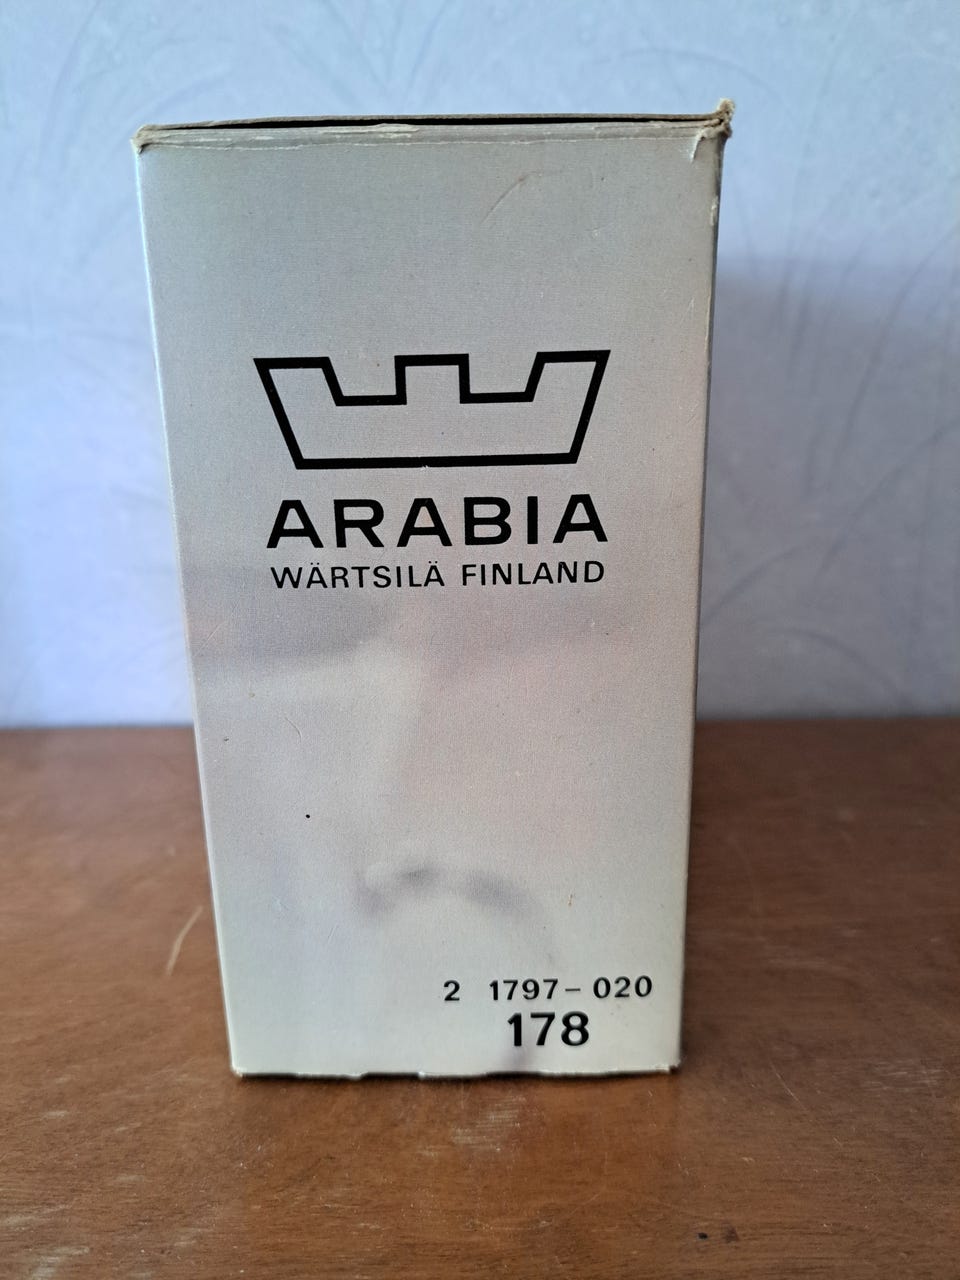 ARABIA
WÄRTSILÄ FINLAND
2 1797-020
178